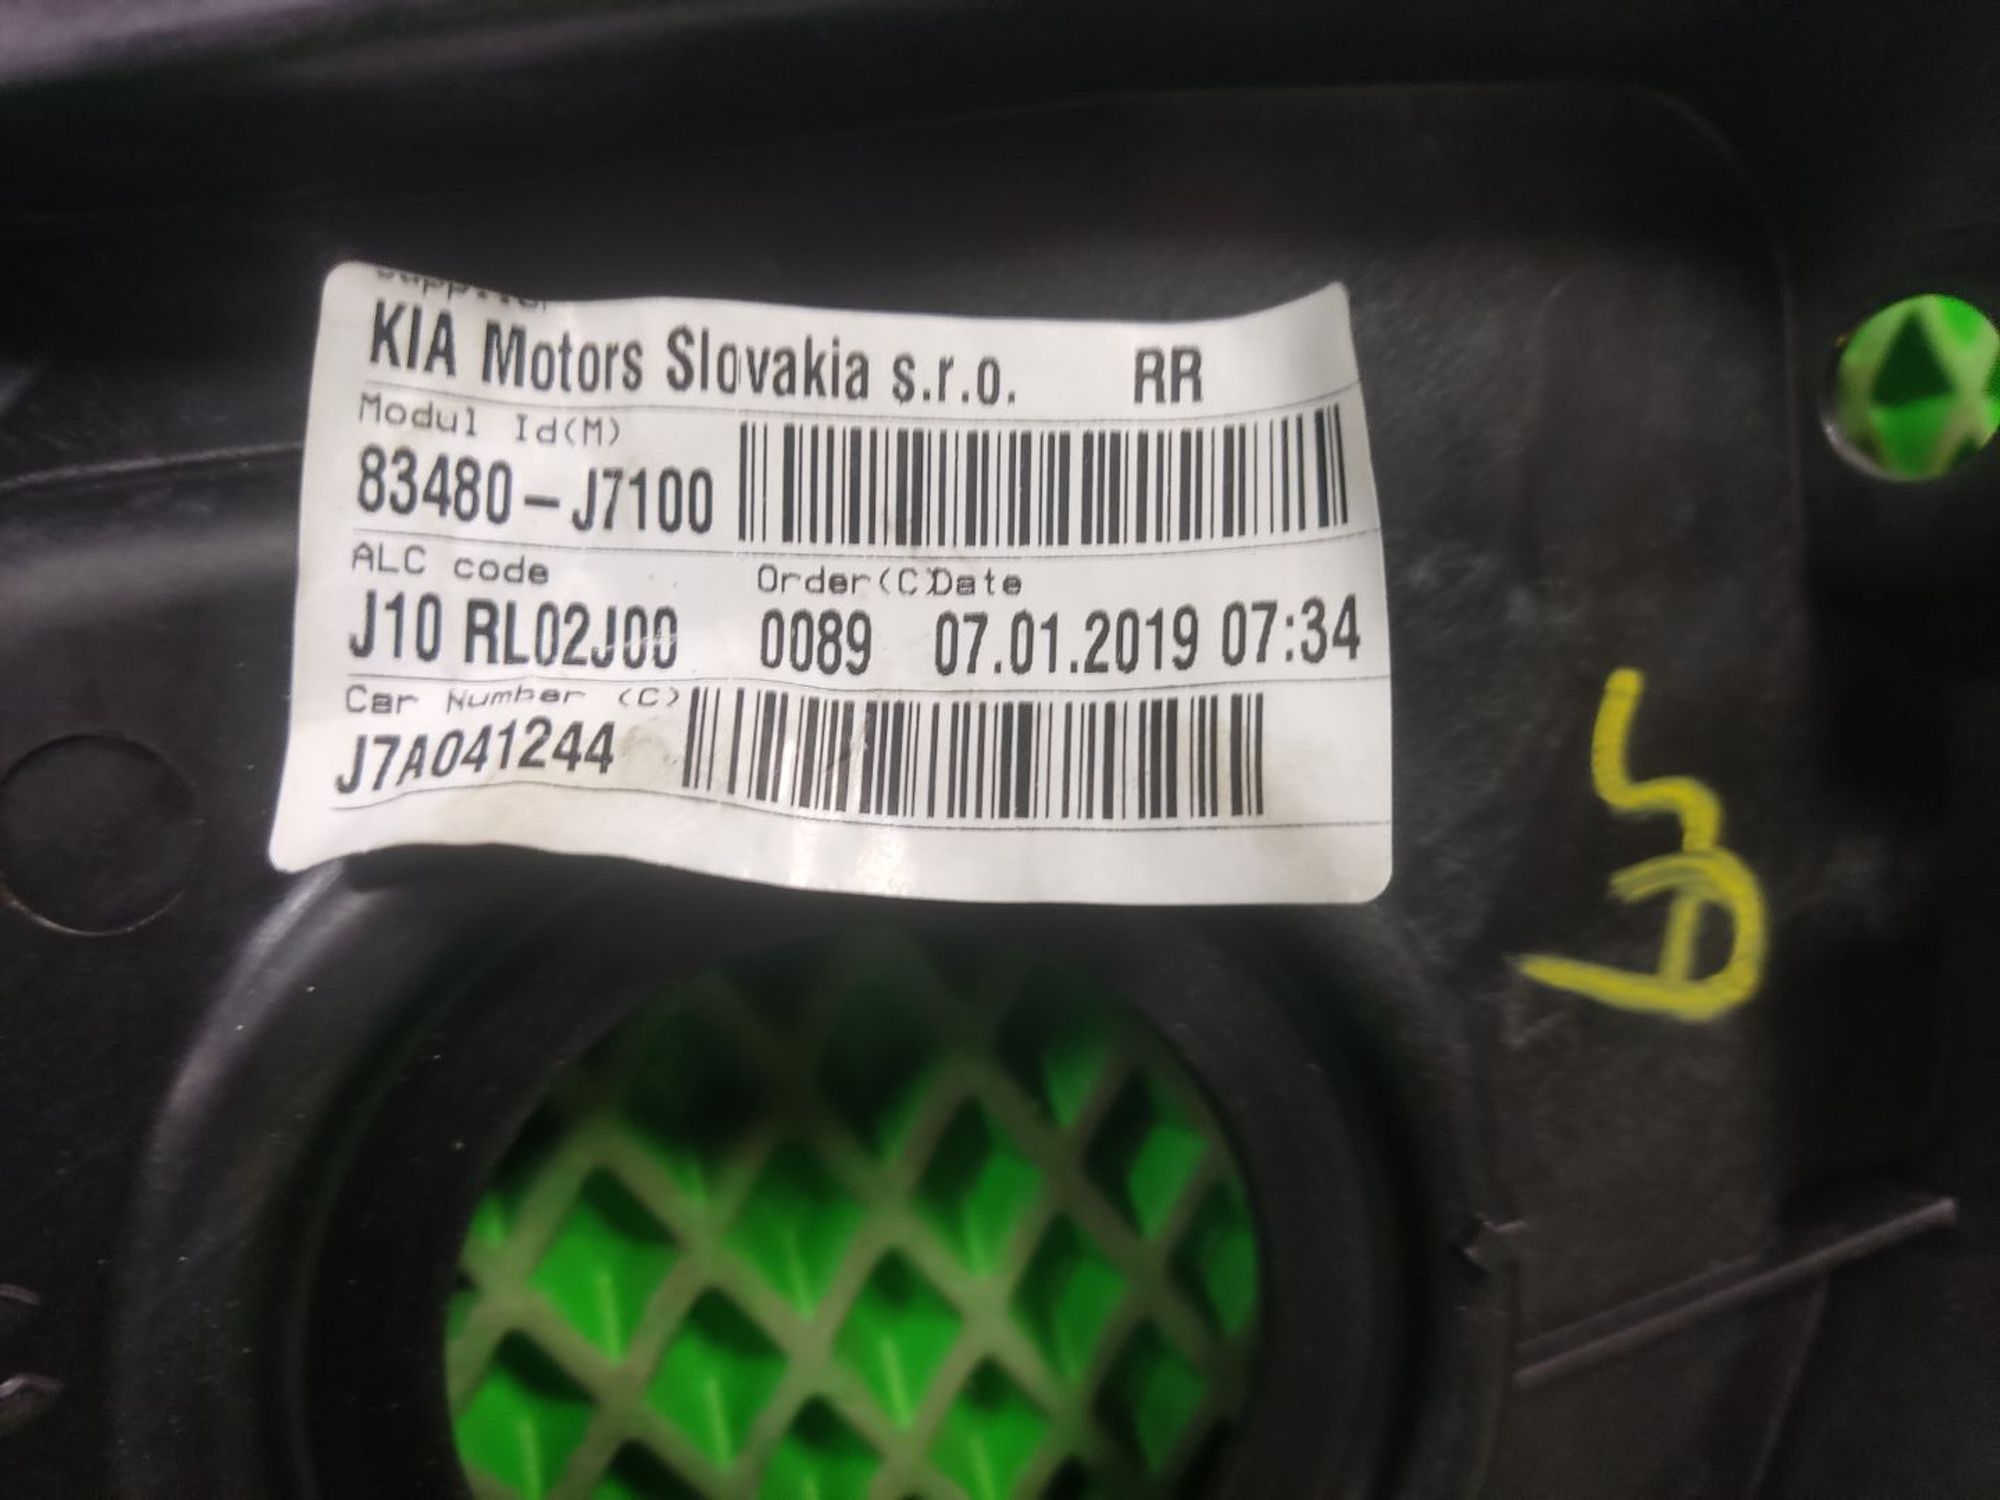 Supplier
KIA Motors Slovakia s.r.o. RR
Modul Id(M)
83480-J7100
ALC code Order(C)Date
J10 RL02J00 0089 07.01.2019 07:34
Car Number (C)
J7A041244